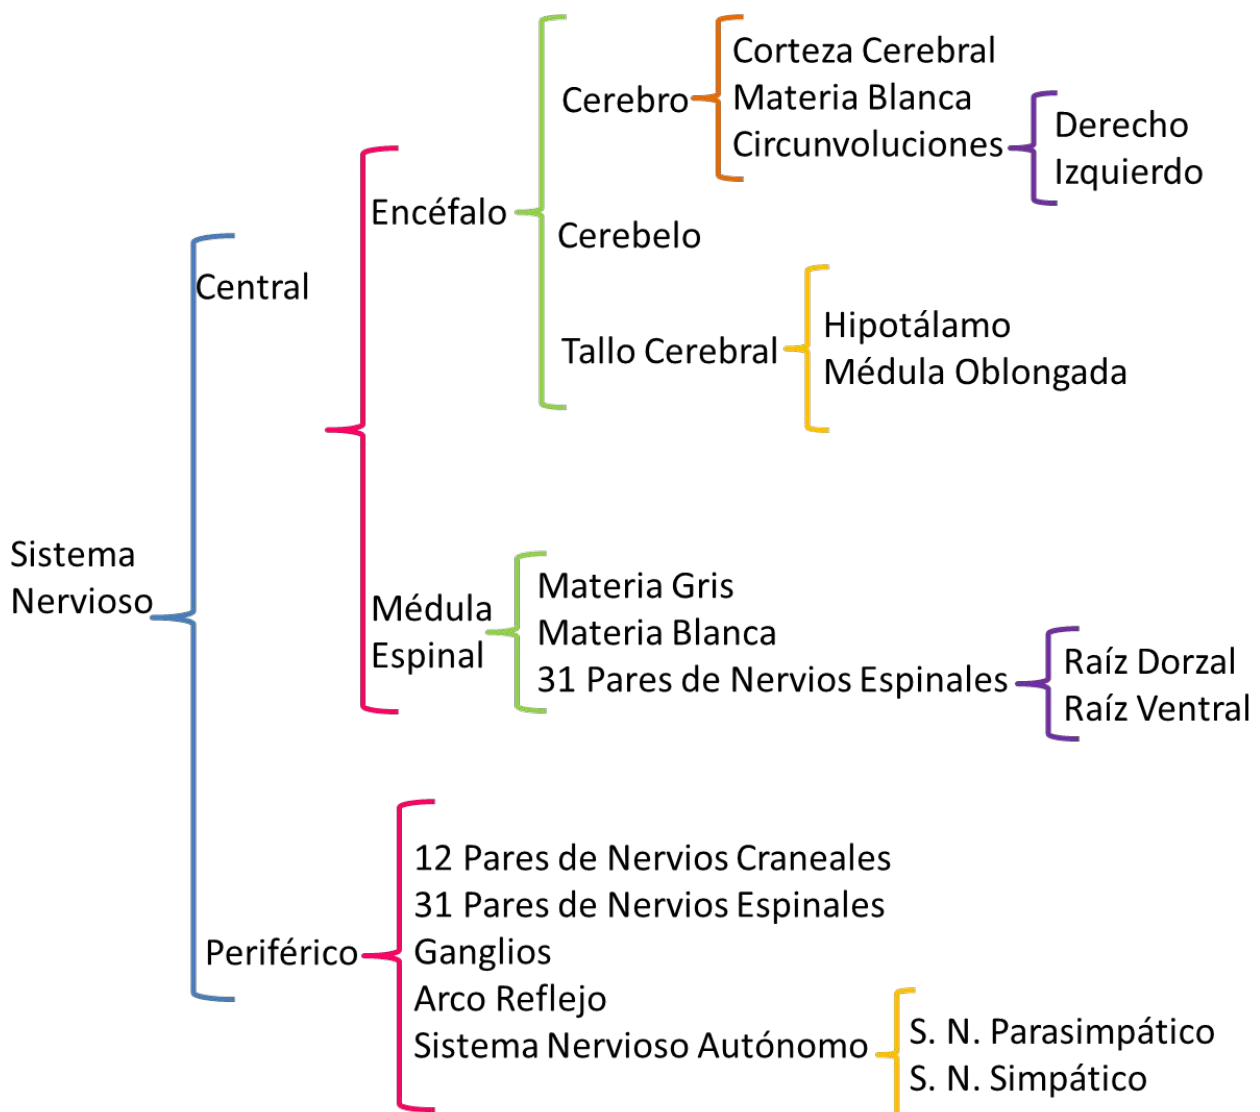 Sistema
Nervioso
Central
Encéfalo
Cerebro
Corteza Cerebral
Materia Blanca
Circunvoluciones
Derecho
Izquierdo
Cerebelo
Tallo Cerebral
Hipotálamo
Médula Oblongada
Médula
Espinal
Materia Gris
Materia Blanca
31 Pares de Nervios Espinales
Raíz Dorzal
Raíz Ventral
Periférico
12 Pares de Nervios Craneales
31 Pares de Nervios Espinales
Ganglios
Arco Reflejo
Sistema Nervioso Autónomo
S. N. Parasimpático
S. N. Simpático